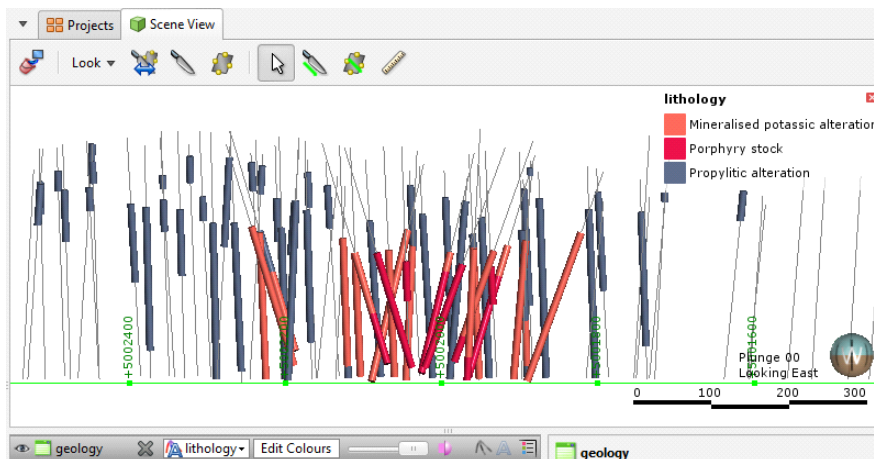 Projects
Scene View
Look
lithology
Mineralised potassic alteration
Porphyry stock
Propylitic alteration
+5002400
+5001600
Plunge 00
Looking East
0 100 200 300
geology
lithology
Edit Colours
geology